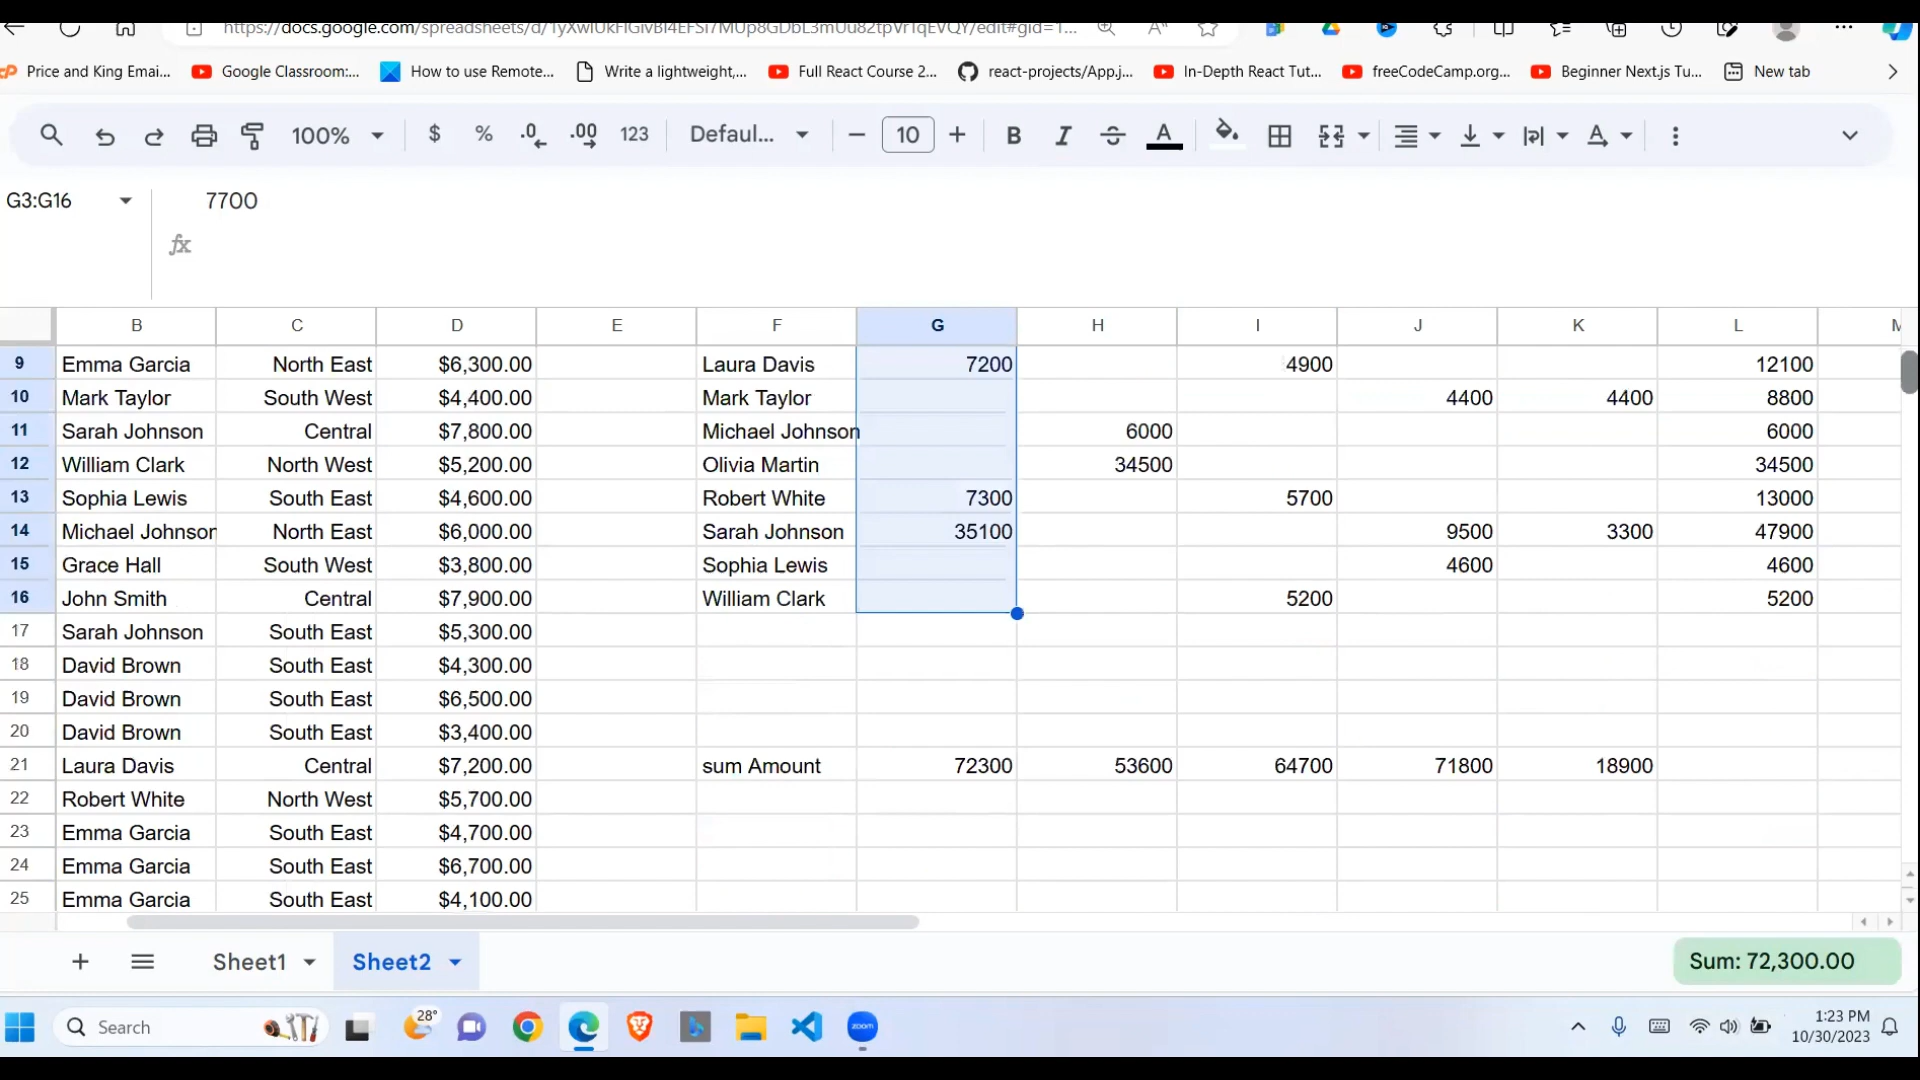 Price and King Emai... Google Classroom:... How to use Remote... Write a lightweight,... Full React Course 2... react-projects/App.j... In-Depth React Tut... freeCodeCamp.org... Beginner Next.js Tu... New tab
100% $ % .0 .00 123 Defaul... 10 B I A
G3:G16 7700
fx
B C D E F G H I J K L
9 Emma Garcia North East $6,300.00 Laura Davis 7200 4900 12100
10 Mark Taylor South West $4,400.00 Mark Taylor 4400 4400 8800
11 Sarah Johnson Central $7,800.00 Michael Johnson 6000 6000
12 William Clark North West $5,200.00 Olivia Martin 34500 34500
13 Sophia Lewis South East $4,600.00 Robert White 7300 5700 13000
14 Michael Johnson North East $6,000.00 Sarah Johnson 35100 9500 3300 47900
15 Grace Hall South West $3,800.00 Sophia Lewis 4600 4600
16 John Smith Central $7,900.00 William Clark 5200 5200
17 Sarah Johnson South East $5,300.00
18 David Brown South East $4,300.00
19 David Brown South East $6,500.00
20 David Brown South East $3,400.00
21 Laura Davis Central $7,200.00 sum Amount 72300 53600 64700 71800 18900
22 Robert White North West $5,700.00
23 Emma Garcia South East $4,700.00
24 Emma Garcia South East $6,700.00
25 Emma Garcia South East $4,100.00
Sheet1 Sheet2 Sum: 72,300.00
Search 28° zoom 1:23 PM
10/30/2023